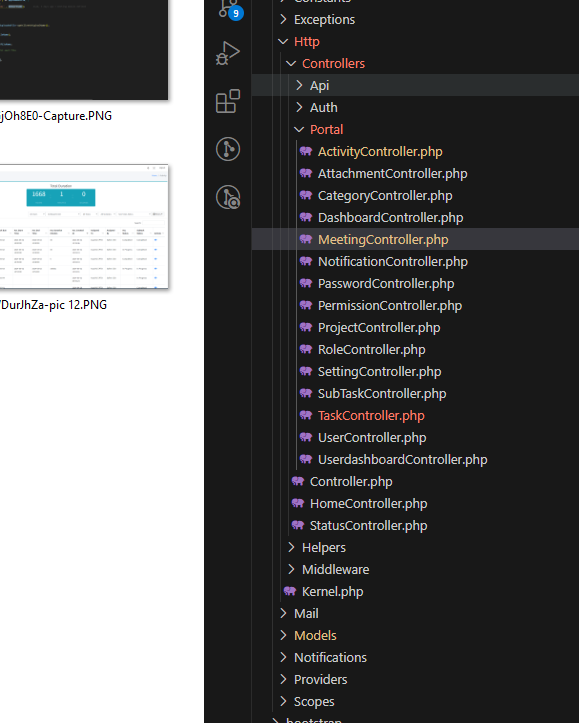 jOh8E0-Capture.PNG
Total Duration
1668 1 0
DurJhZa-pic 12.PNG
9
Constants
Exceptions
Http
Controllers
Api
Auth
Portal
ActivityController.php
AttachmentController.php
CategoryController.php
DashboardController.php
MeetingController.php
NotificationController.php
PasswordController.php
PermissionController.php
ProjectController.php
RoleController.php
SettingController.php
SubTaskController.php
TaskController.php
UserController.php
UserdashboardController.php
Controller.php
HomeController.php
StatusController.php
Helpers
Middleware
Kernel.php
Mail
Models
Notifications
Providers
Scopes
bootstrap